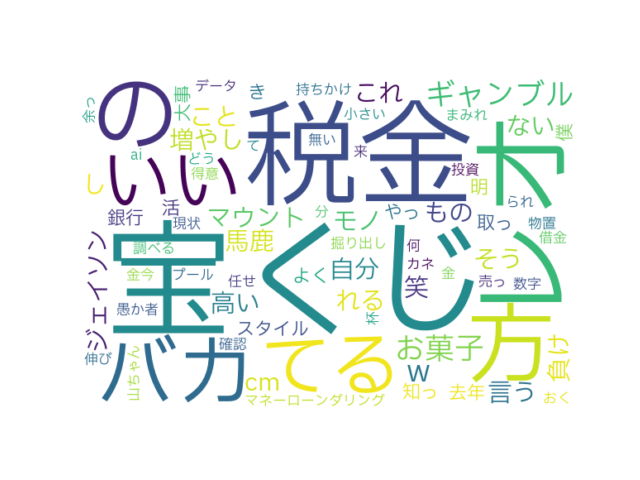 余っ
大事
データ
き
持ちかけ
これ
ギャンブル
の
こと
小さい
まみれ
税金
ない
僕
増やし
て
無い
オ
ai
どう
いい
来
投資
得意
し
明
られ
銀行
活
マウント
分
モノ
やっ
もの
取っ
物置
現状
馬鹿
掘り出し
何
借金
調べる
宝くじ
カネ
そう
レ
ジェイソン
金今
プール
任せ
よく
自分
金
売っ
数字
愚か者
高い
れる
笑
方
スタイル
杯
伸び
バカ
確認
てる
お菓子
負け
山ちゃん
cm
w
知っ
去年
言う
マネーローンダリング
おく